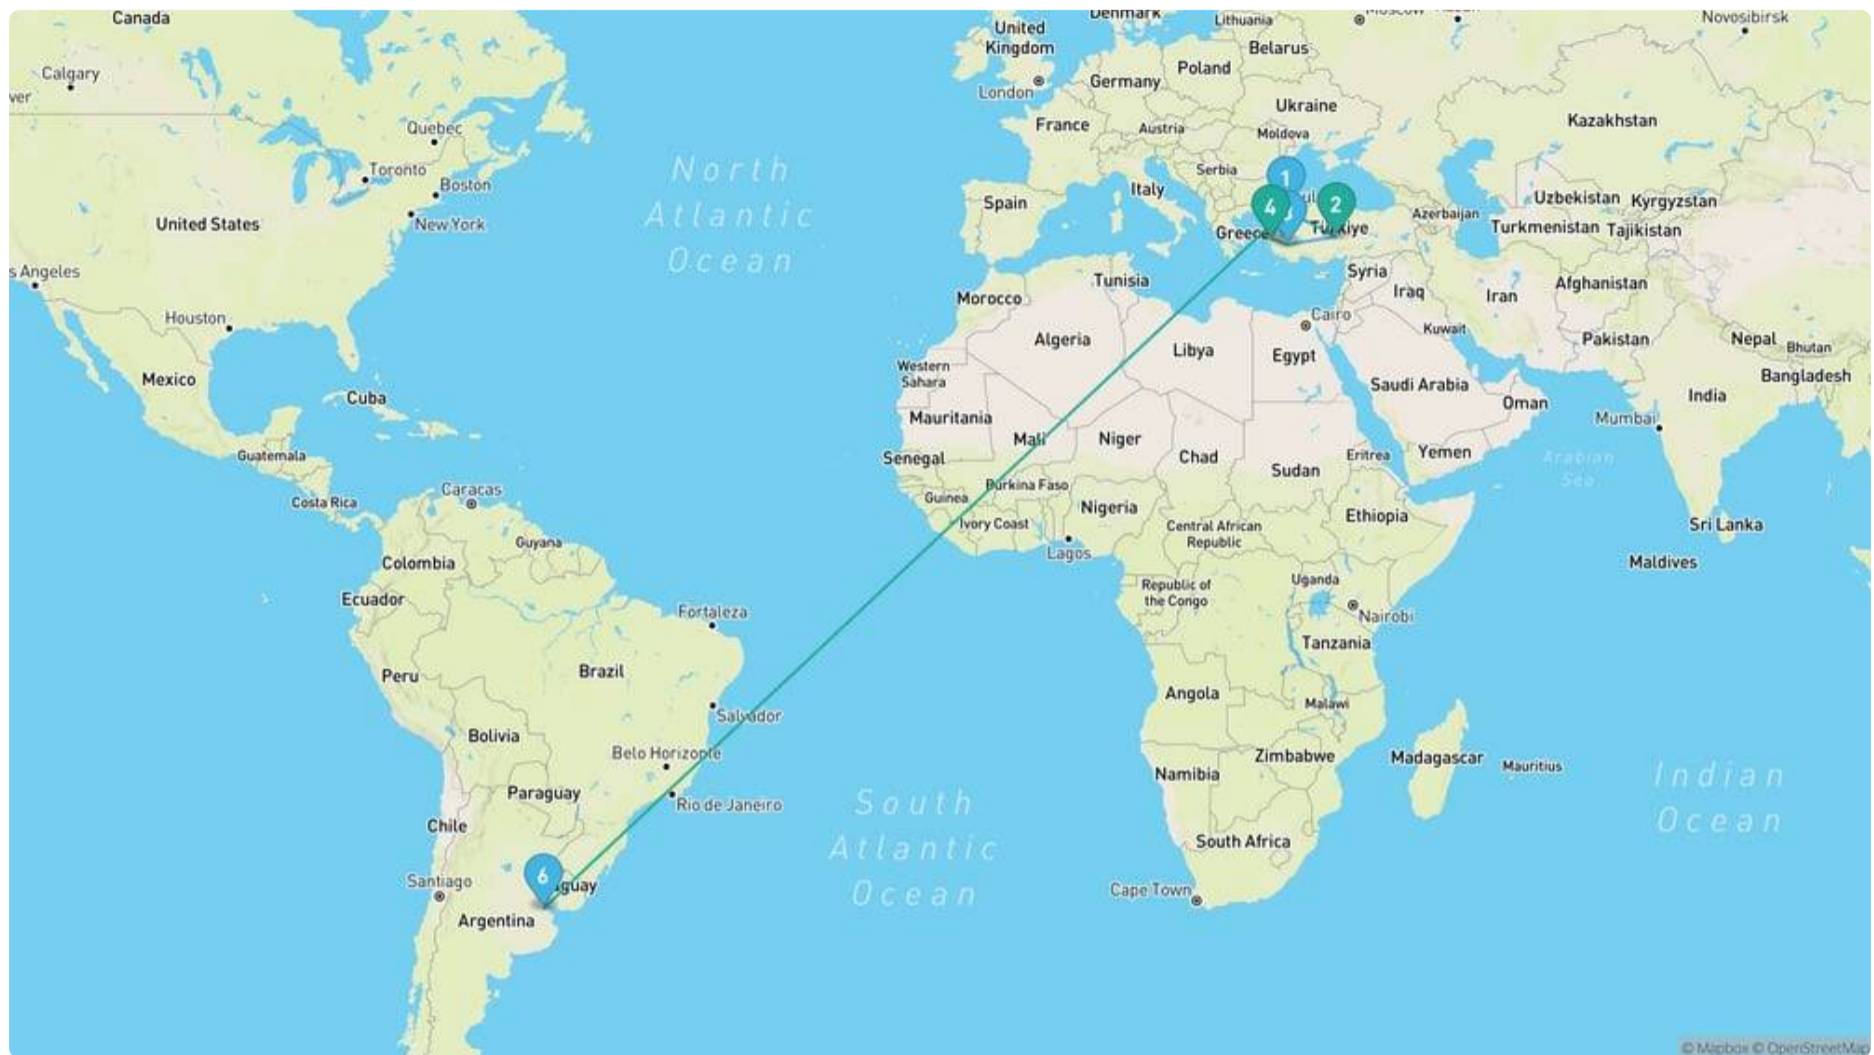 Canada
Calgary
ver
Quebec
Toronto
Boston
New York
United States
s Angeles
Houston
Mexico
Cuba
Guatemala
Costa Rica
Caracas
Guyana
Colombia
Ecuador
Fortaleza
Brazil
Peru
Salvador
Bolivia
Belo Horizonte
Paraguay
Rio de Janeiro
Chile
6
guay
Santiago
Argentina
North
Atlantic
Ocean
South
Atlantic
Ocean
Denmark
Lithuania
Moscow
Novosibirsk
United
Kingdom
Belarus
Poland
Germany
London
Ukraine
France
Austria
Moldova
Kazakhstan
Serbia
1
Italy
Spain
4
3
ul
2
Greece
Türkiye
Azerbaijan
Uzbekistan
Kyrgyzstan
Turkmenistan
Tajikistan
Tunisia
Syria
Morocco
Iraq
Iran
Afghanistan
Cairo
Kuwait
Algeria
Libya
Egypt
Pakistan
Nepal
Bhutan
Western
Sahara
Saudi Arabia
Bangladesh
India
Oman
Mauritania
Mumbai
Mali
Niger
Senegal
Chad
Eritrea
Yemen
Arabian
Sea
Sudan
Burkina Faso
Guinea
Nigeria
Ethiopia
Ivory Coast
Central African
Republic
Sri Lanka
Lagos
Maldives
Republic of
the Congo
Uganda
Nairobi
Tanzania
Angola
Malawi
Zimbabwe
Madagascar
Mauritius
Namibia
Indian
Ocean
South Africa
Cape Town
© Mapbox © OpenStreetMap